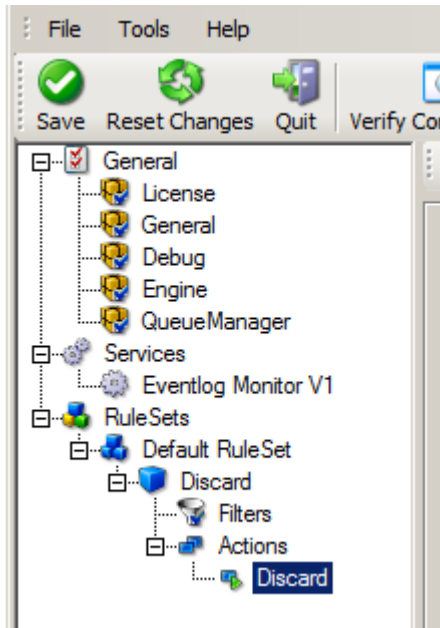 File Tools Help
Save Reset Changes Quit Verify Co
General
License
General
Debug
Engine
QueueManager
Services
Eventlog Monitor V1
RuleSets
Default RuleSet
Discard
Filters
Actions
Discard